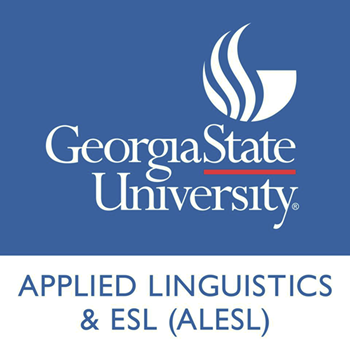 GeorgiaState
University®
APPLIED LINGUISTICS
& ESL (ALESL)